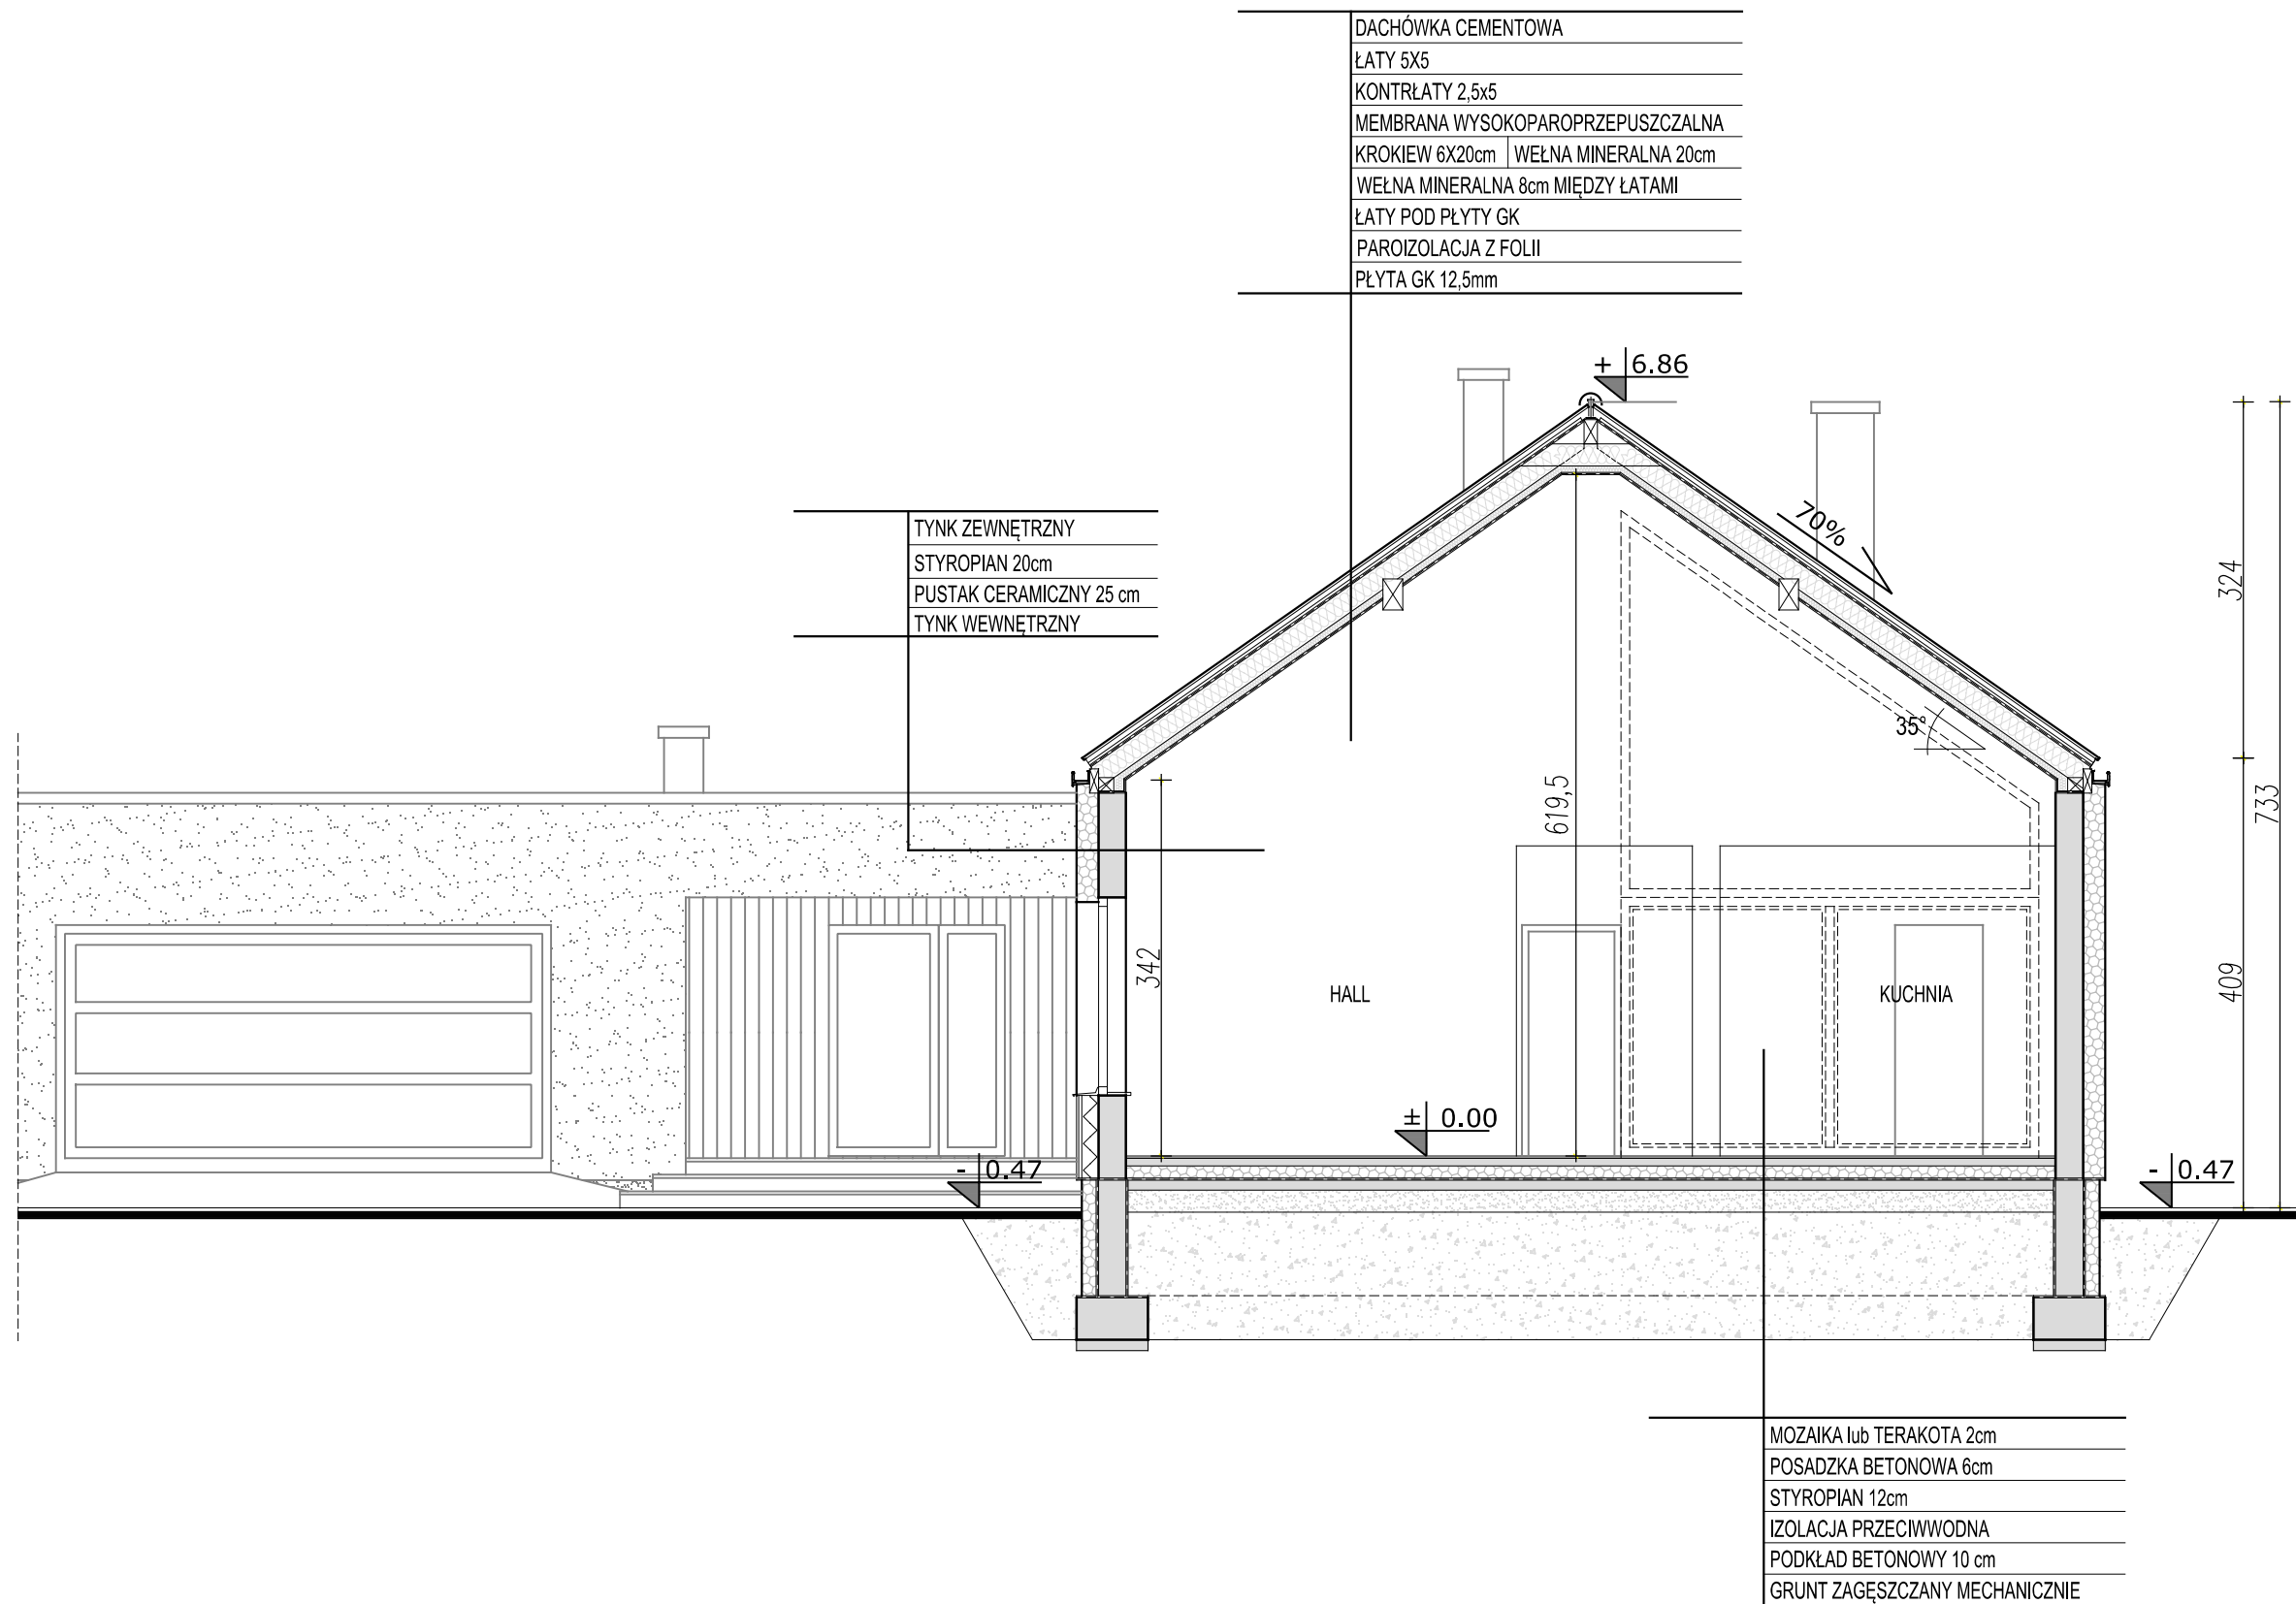 DACHÓWKA CEMENTOWA
ŁATY 5X5
KONTRŁATY 2,5x5
MEMBRANA WYSOKOPAROPRZEPUSZCZALNA
KROKIEW 6X20cm WEŁNA MINERALNA 20cm
WEŁNA MINERALNA 8cm MIĘDZY ŁATAMI
ŁATY POD PŁYTY GK
PAROIZOLACJA Z FOLII
PŁYTA GK 12,5mm
+ 6.86
70%
TYNK ZEWNĘTRZNY
STYROPIAN 20cm
PUSTAK CERAMICZNY 25 cm
TYNK WEWNĘTRZNY
324
35°
733
619,5
342
409
HALL
KUCHNIA
± 0.00
- 0.47
- 0.47
MOZAIKA lub TERAKOTA 2cm
POSADZKA BETONOWA 6cm
STYROPIAN 12cm
IZOLACJA PRZECIWWODNA
PODKŁAD BETONOWY 10 cm
GRUNT ZAGĘSZCZANY MECHANICZNIE